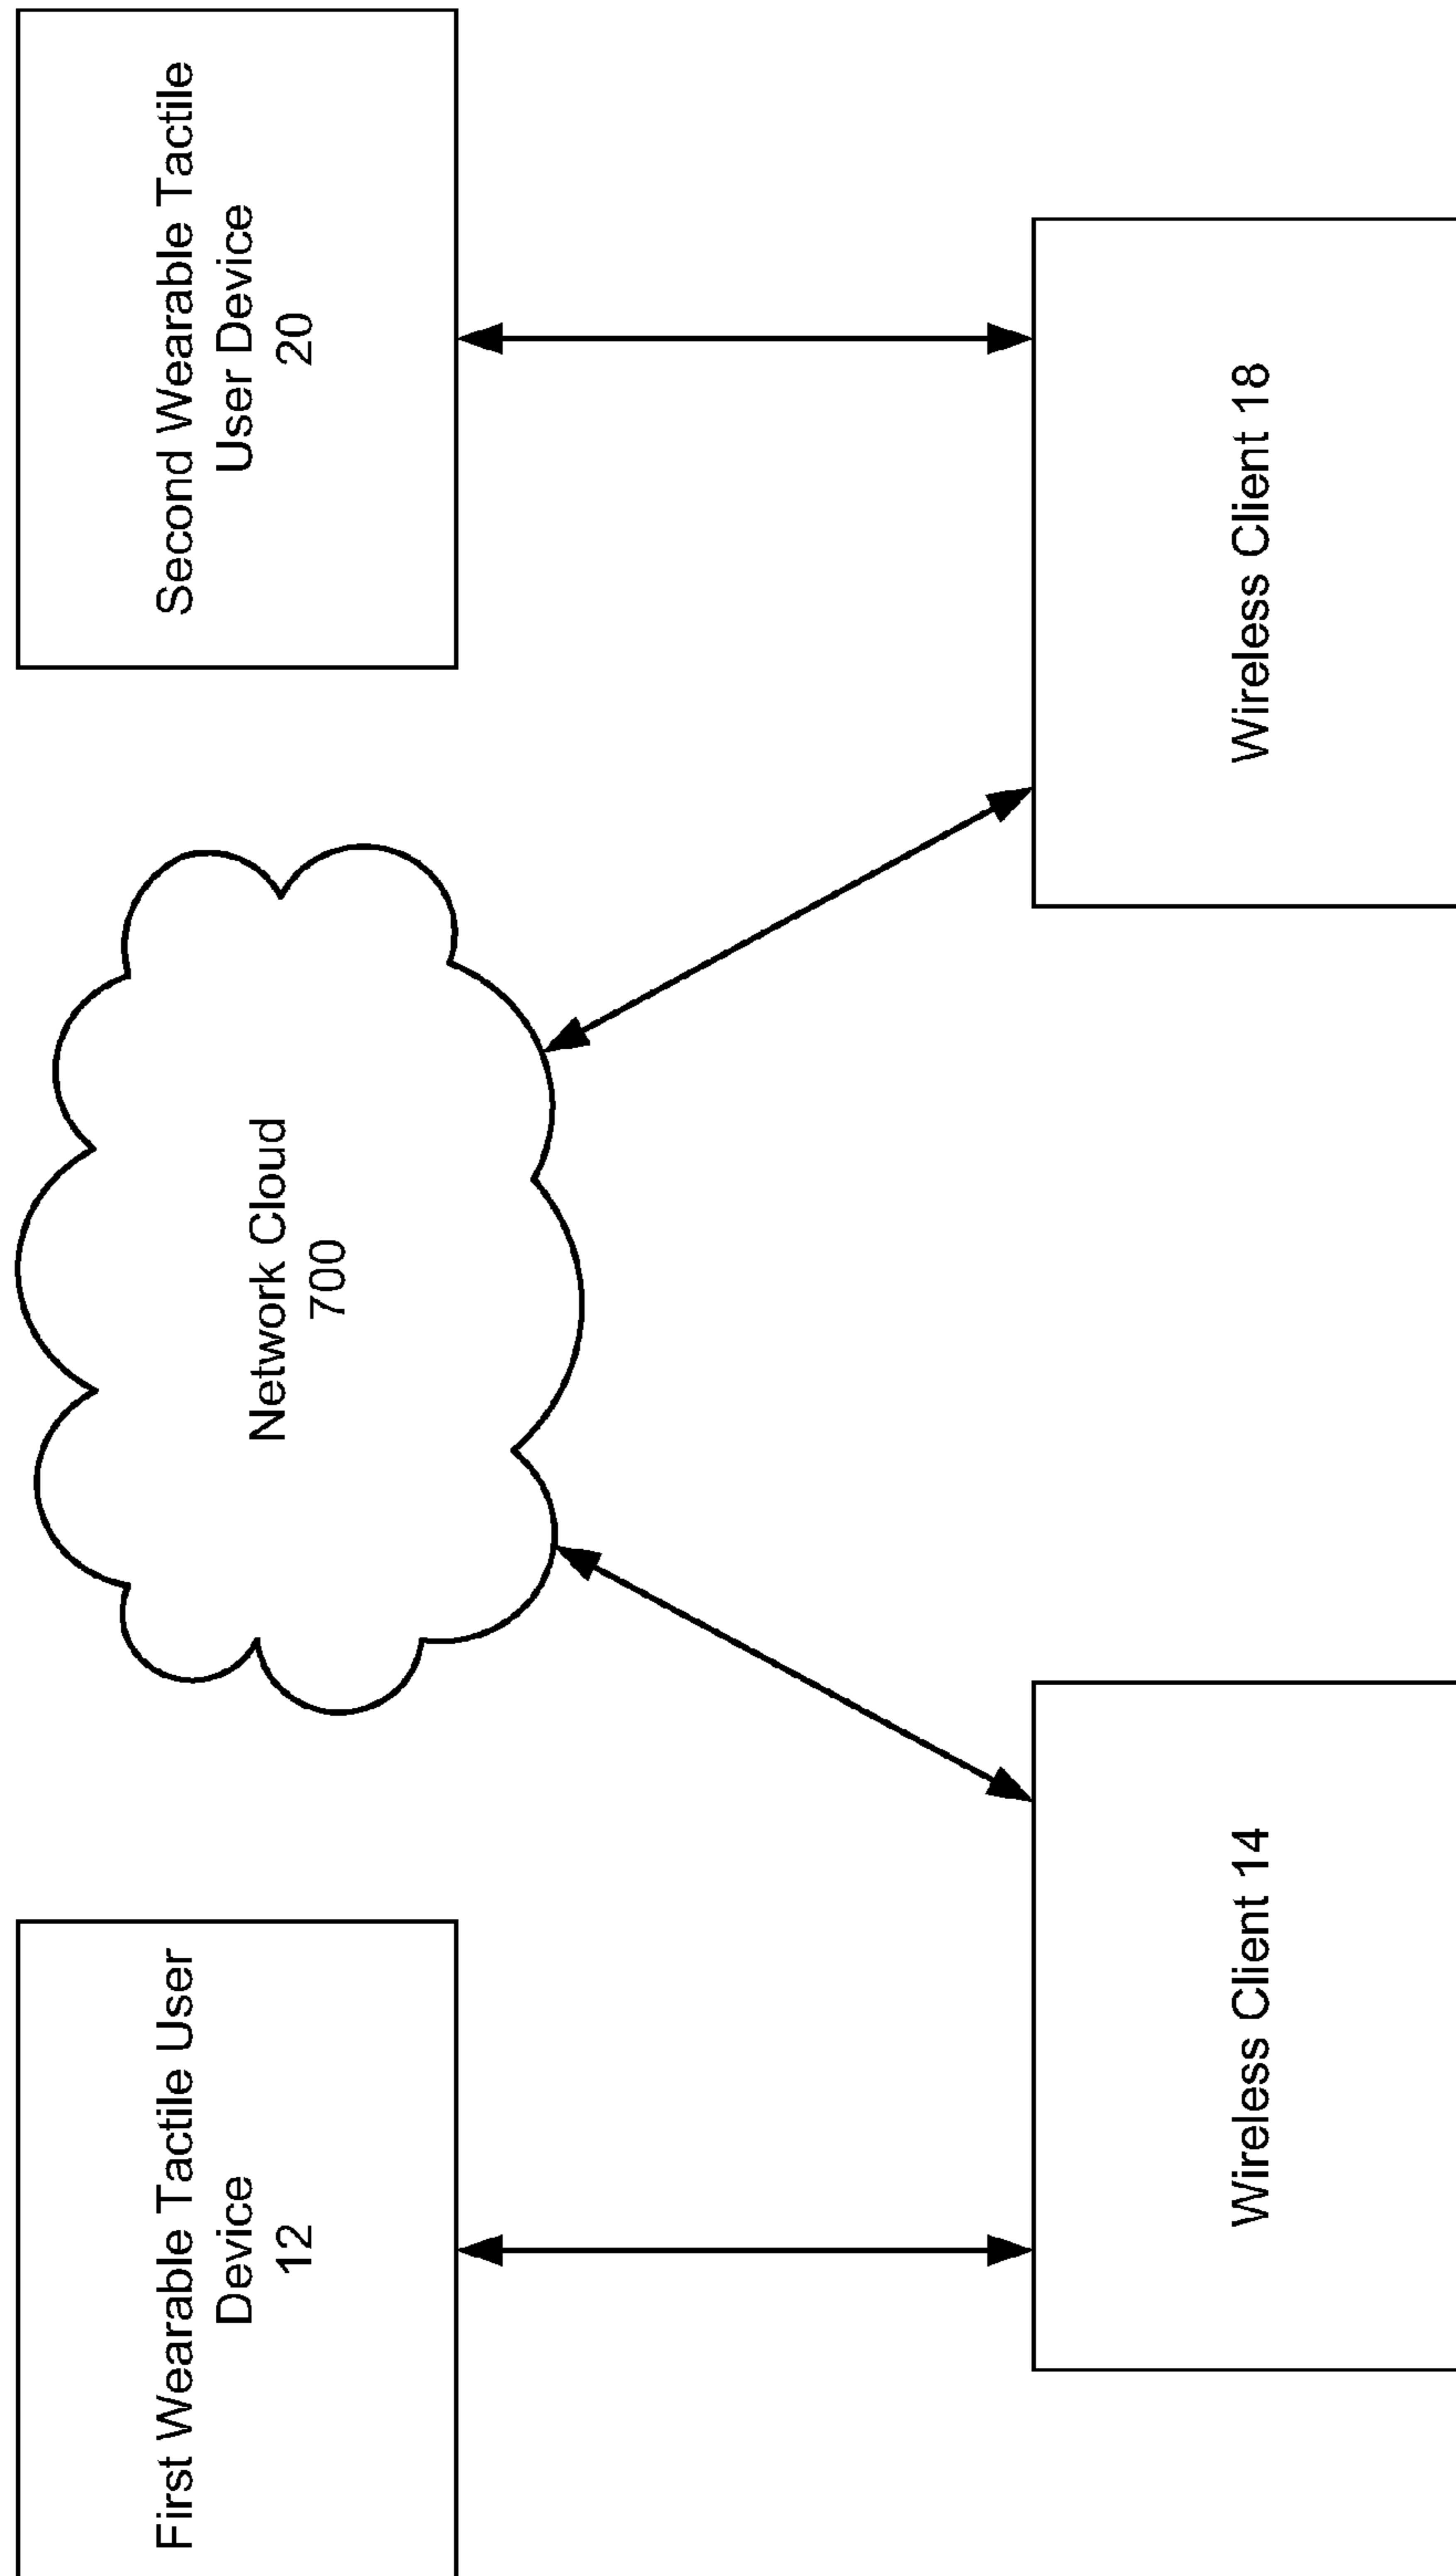 First Wearable Tactile User
Device
12
Network Cloud
700
Second Wearable Tactile
User Device
20
Wireless Client 14
Wireless Client 18